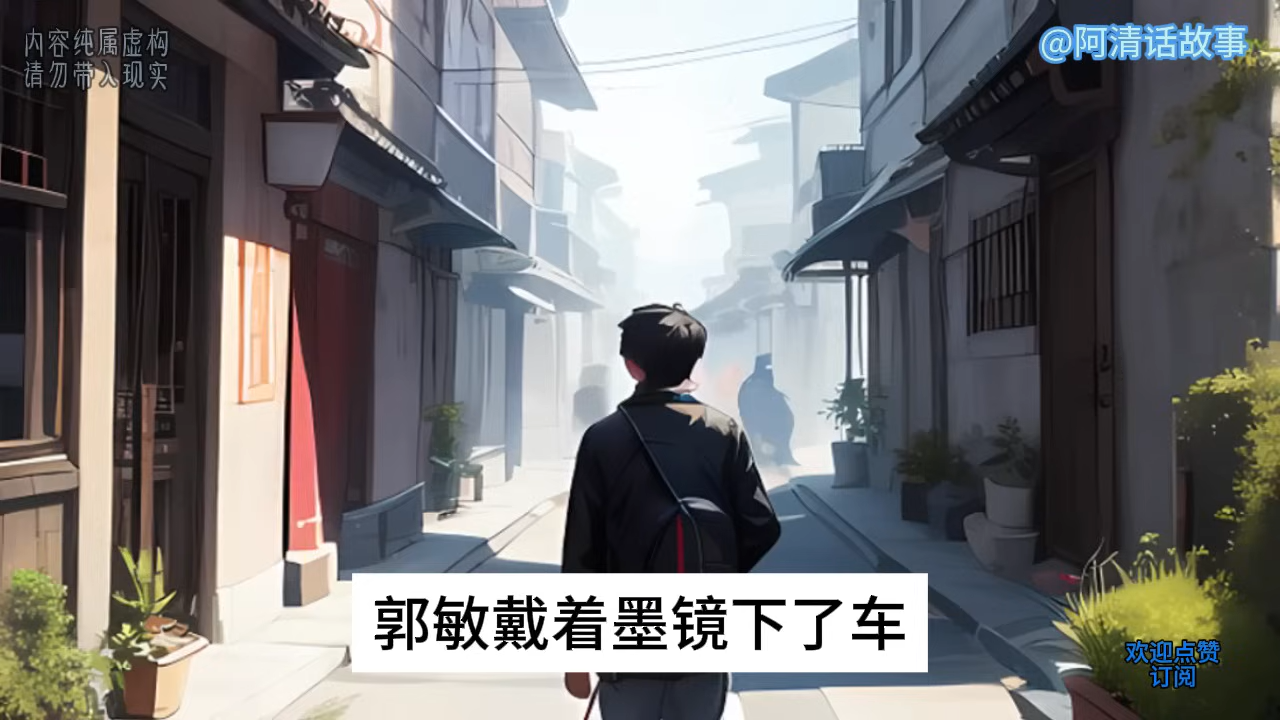 内容纯属虚构
请勿带入现实
@阿清话故事
郭敏戴着墨镜下了车
欢迎点赞
订阅